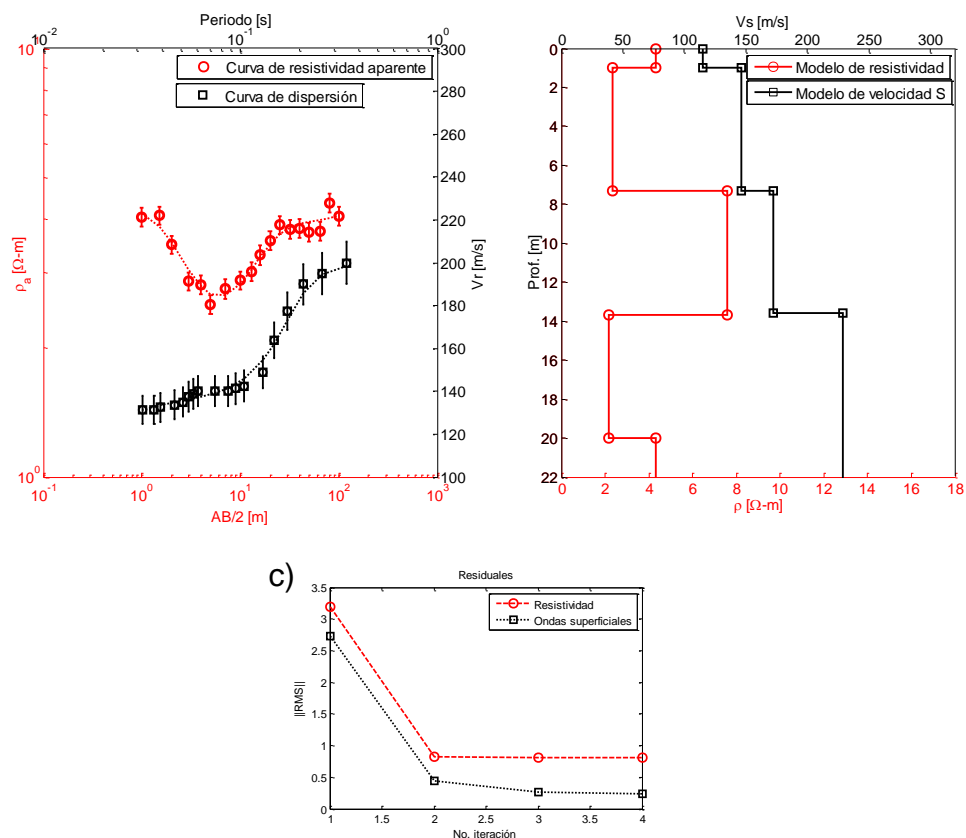 Periodo [s]
10^-2 10^-1 10^0
10^1
Curva de resistividad aparente
Curva de dispersión
300
280
260
240
220
200
180
160
140
120
100
Vr [m/s]
ρa [Ω-m]
10^0
10^-1 10^0 10^1 10^2 10^3
AB/2 [m]
Vs [m/s]
0 50 100 150 200 250 300
Modelo de resistividad
Modelo de velocidad S
0
2
4
6
8
10
12
14
16
18
20
22
Prof. [m]
0 2 4 6 8 10 12 14 16 18
ρ [Ω-m]
c)
Residuales
Resistividad
Ondas superficiales
3.5
3
2.5
2
1.5
1
0.5
0
||RMS||
1 1.5 2 2.5 3 3.5 4
No. iteración